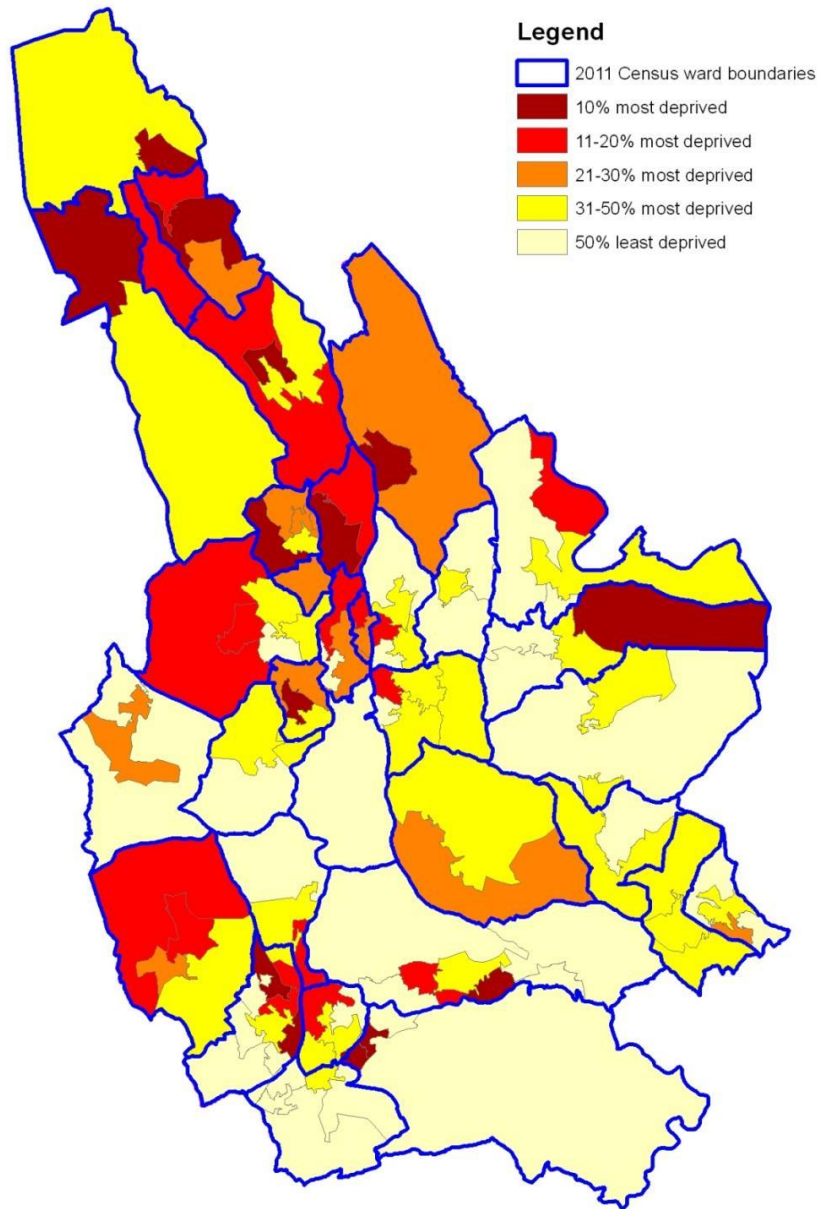 Legend
2011 Census ward boundaries
10% most deprived
11-20% most deprived
21-30% most deprived
31-50% most deprived
50% least deprived